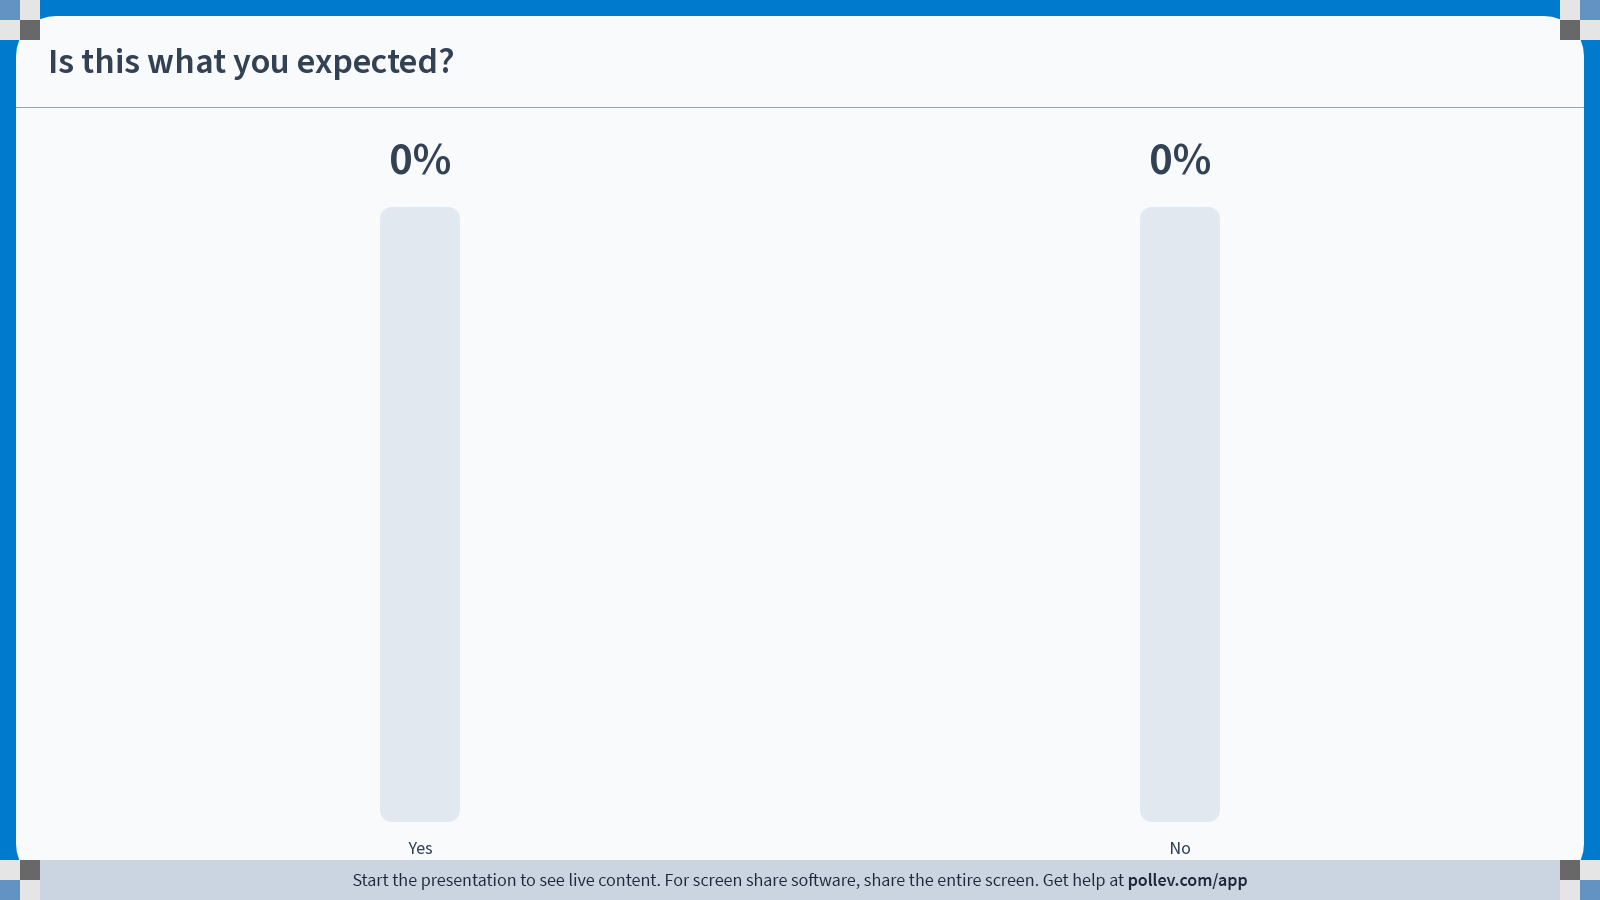 Is this what you expected?
0%
0%
Yes
No
Start the presentation to see live content. For screen share software, share the entire screen. Get help at pollev.com/app